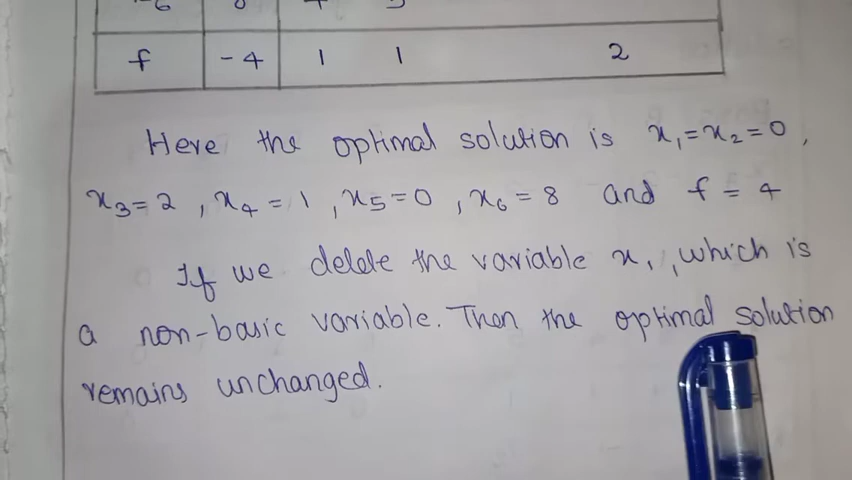 f -4 1 1 2
Here the optimal solution is x₁=x₂=0,
x₃=2, x₄=1, x₅=0, x₆=8 and f=4
If we delete the variable x₁, which is
a non-basic variable. Then the optimal solution
remains unchanged.